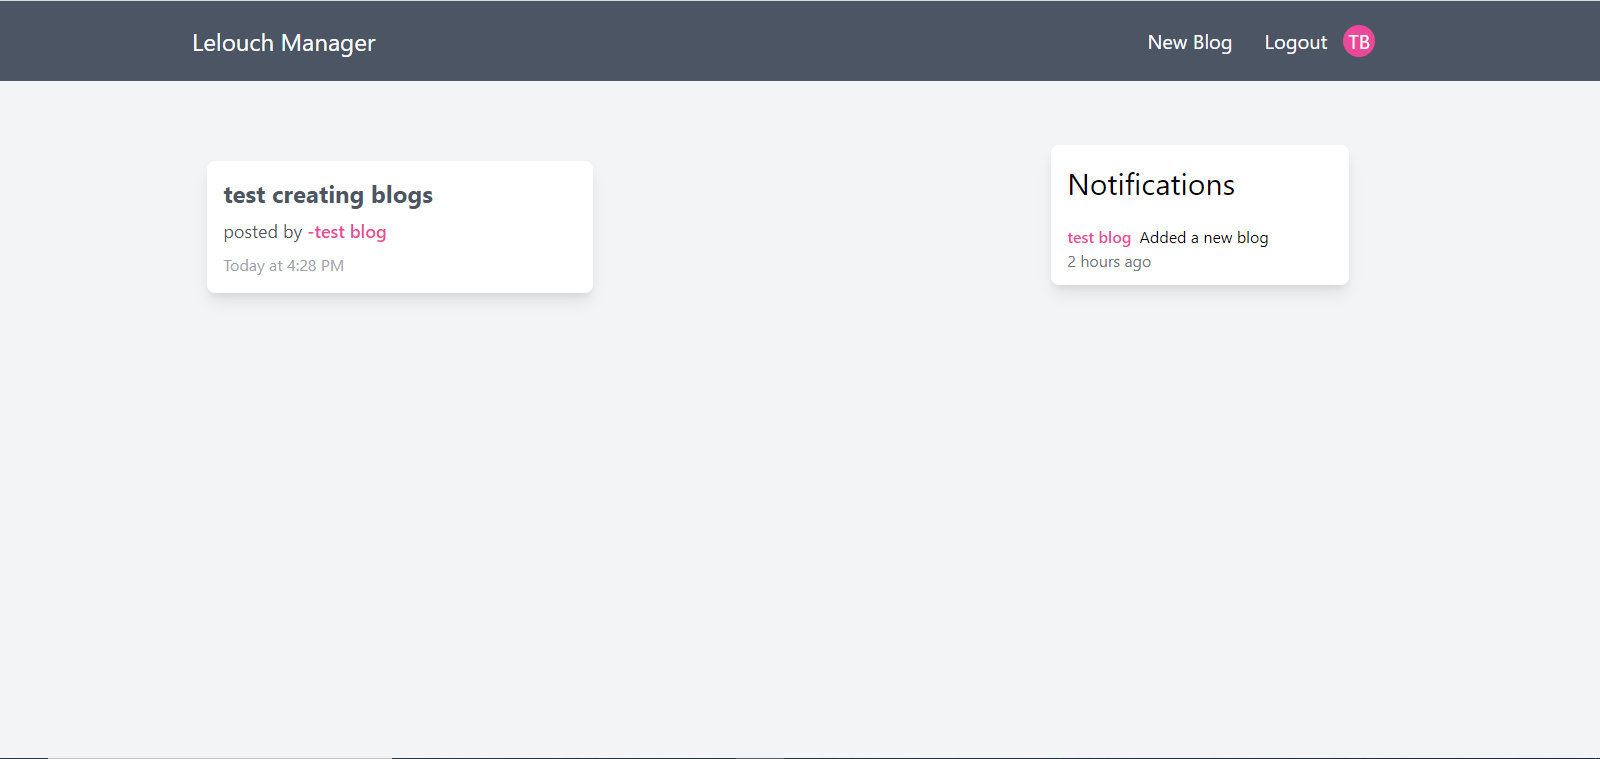 Lelouch Manager
New Blog
Logout
TB
test creating blogs
posted by -test blog
Today at 4:28 PM
Notifications
test blog Added a new blog
2 hours ago